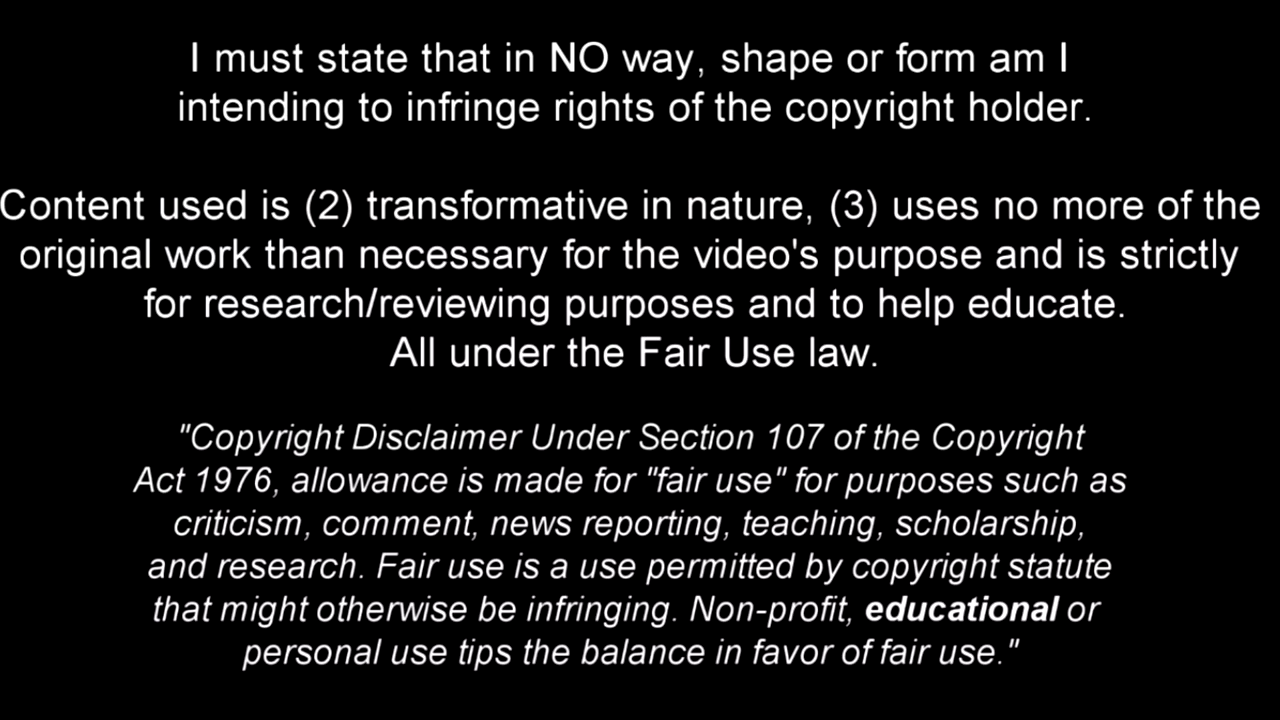 I must state that in NO way, shape or form am I
intending to infringe rights of the copyright holder.
Content used is (2) transformative in nature, (3) uses no more of the
original work than necessary for the video's purpose and is strictly
for research/reviewing purposes and to help educate.
All under the Fair Use law.
"Copyright Disclaimer Under Section 107 of the Copyright
Act 1976, allowance is made for "fair use" for purposes such as
criticism, comment, news reporting, teaching, scholarship,
and research. Fair use is a use permitted by copyright statute
that might otherwise be infringing. Non-profit, educational or
personal use tips the balance in favor of fair use."